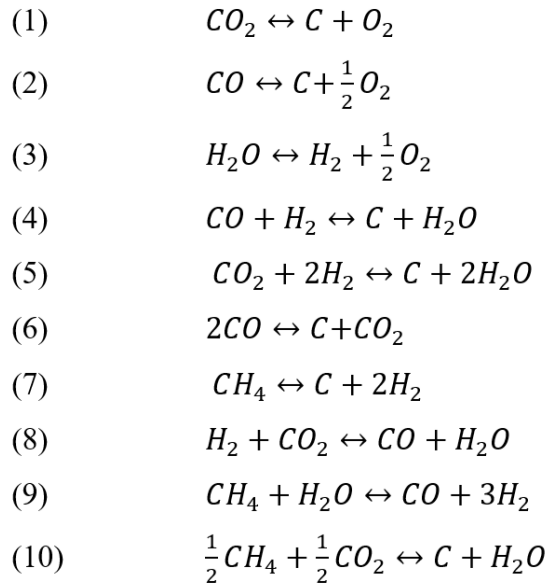 (1) CO₂ ↔ C + O₂
(2) CO ↔ C+½O₂
(3) H₂O ↔ H₂ + ½O₂
(4) CO + H₂ ↔ C + H₂O
(5) CO₂ + 2H₂ ↔ C + 2H₂O
(6) 2CO ↔ C+CO₂
(7) CH₄ ↔ C + 2H₂
(8) H₂ + CO₂ ↔ CO + H₂O
(9) CH₄ + H₂O ↔ CO + 3H₂
(10) ½CH₄ + ½CO₂ ↔ C + H₂O